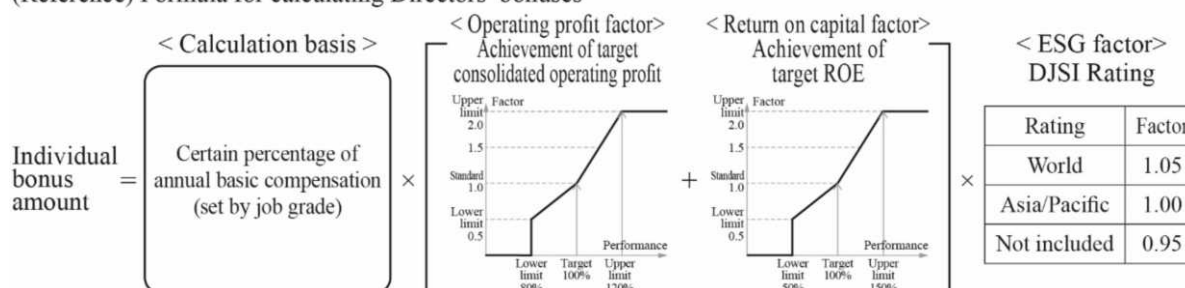 (Reference) Formula for calculating Directors' bonuses
< Calculation basis >
Individual
bonus
amount
=
Certain percentage of
annual basic compensation
(set by job grade)
×
< Operating profit factor>
Achievement of target
consolidated operating profit
Upper
limit
2.0
Factor
1.5
Standard
1.0
Lower
limit
0.5
Performance
Lower
limit
80%
Target
100%
Upper
limit
120%
+
< Return on capital factor>
Achievement of
target ROE
Upper
limit
2.0
Factor
1.5
Standard
1.0
Lower
limit
0.5
Performance
Lower
limit
50%
Target
100%
Upper
limit
150%
×
< ESG factor>
DJSI Rating
Rating Factor
World 1.05
Asia/Pacific 1.00
Not included 0.95